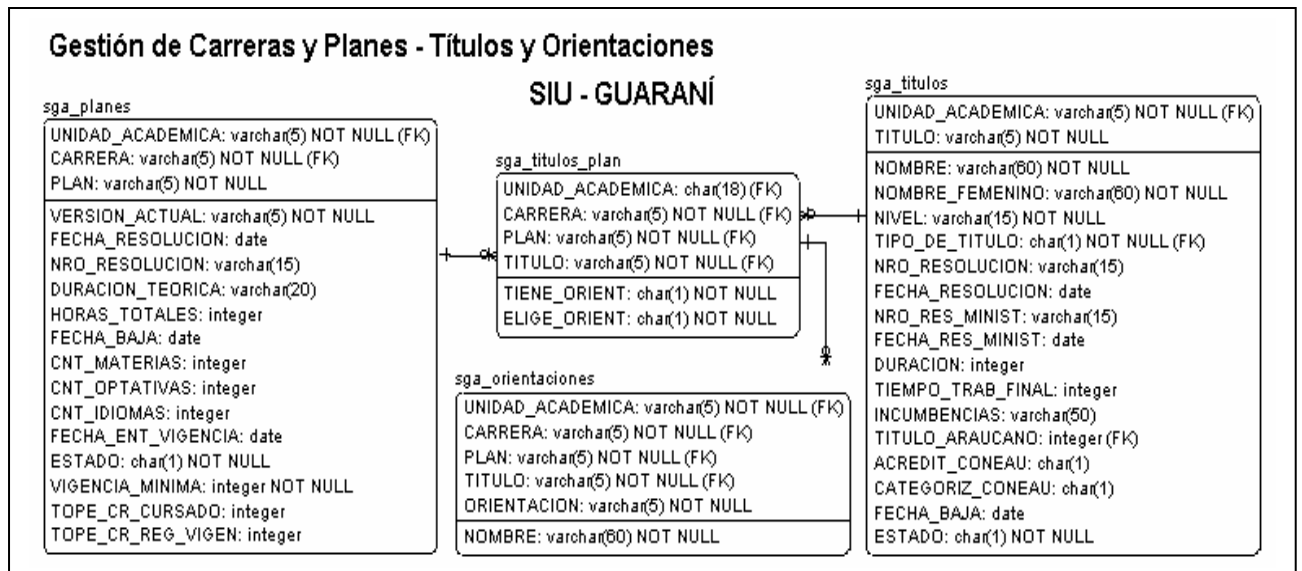 Gestión de Carreras y Planes - Títulos y Orientaciones
SIU - GUARANÍ
sga_planes
UNIDAD_ACADEMICA: varchar(5) NOT NULL (FK)
CARRERA: varchar(5) NOT NULL (FK)
PLAN: varchar(5) NOT NULL
VERSION_ACTUAL: varchar(5) NOT NULL
FECHA_RESOLUCION: date
NRO_RESOLUCION: varchar(15)
DURACION_TEORICA: varchar(20)
HORAS_TOTALES: integer
FECHA_BAJA: date
CNT_MATERIAS: integer
CNT_OPTATIVAS: integer
CNT_IDIOMAS: integer
FECHA_ENT_VIGENCIA: date
ESTADO: char(1) NOT NULL
VIGENCIA_MINIMA: integer NOT NULL
TOPE_CR_CURSADO: integer
TOPE_CR_REG_VIGEN: integer
sga_titulos_plan
UNIDAD_ACADEMICA: char(18) (FK)
CARRERA: varchar(5) NOT NULL (FK)
PLAN: varchar(5) NOT NULL (FK)
TITULO: varchar(5) NOT NULL (FK)
TIENE_ORIENT: char(1) NOT NULL
ELIGE_ORIENT: char(1) NOT NULL
sga_orientaciones
UNIDAD_ACADEMICA: varchar(5) NOT NULL (FK)
CARRERA: varchar(5) NOT NULL (FK)
PLAN: varchar(5) NOT NULL (FK)
TITULO: varchar(5) NOT NULL (FK)
ORIENTACION: varchar(5) NOT NULL
NOMBRE: varchar(60) NOT NULL
sga_titulos
UNIDAD_ACADEMICA: varchar(5) NOT NULL (FK)
TITULO: varchar(5) NOT NULL
NOMBRE: varchar(60) NOT NULL
NOMBRE_FEMENINO: varchar(60) NOT NULL
NIVEL: varchar(15) NOT NULL
TIPO_DE_TITULO: char(1) NOT NULL (FK)
NRO_RESOLUCION: varchar(15)
FECHA_RESOLUCION: date
NRO_RES_MINIST: varchar(15)
FECHA_RES_MINIST: date
DURACION: integer
TIEMPO_TRAB_FINAL: integer
INCUMBENCIAS: varchar(50)
TITULO_ARAUCANO: integer (FK)
ACREDIT_CONEAU: char(1)
CATEGORIZ_CONEAU: char(1)
FECHA_BAJA: date
ESTADO: char(1) NOT NULL